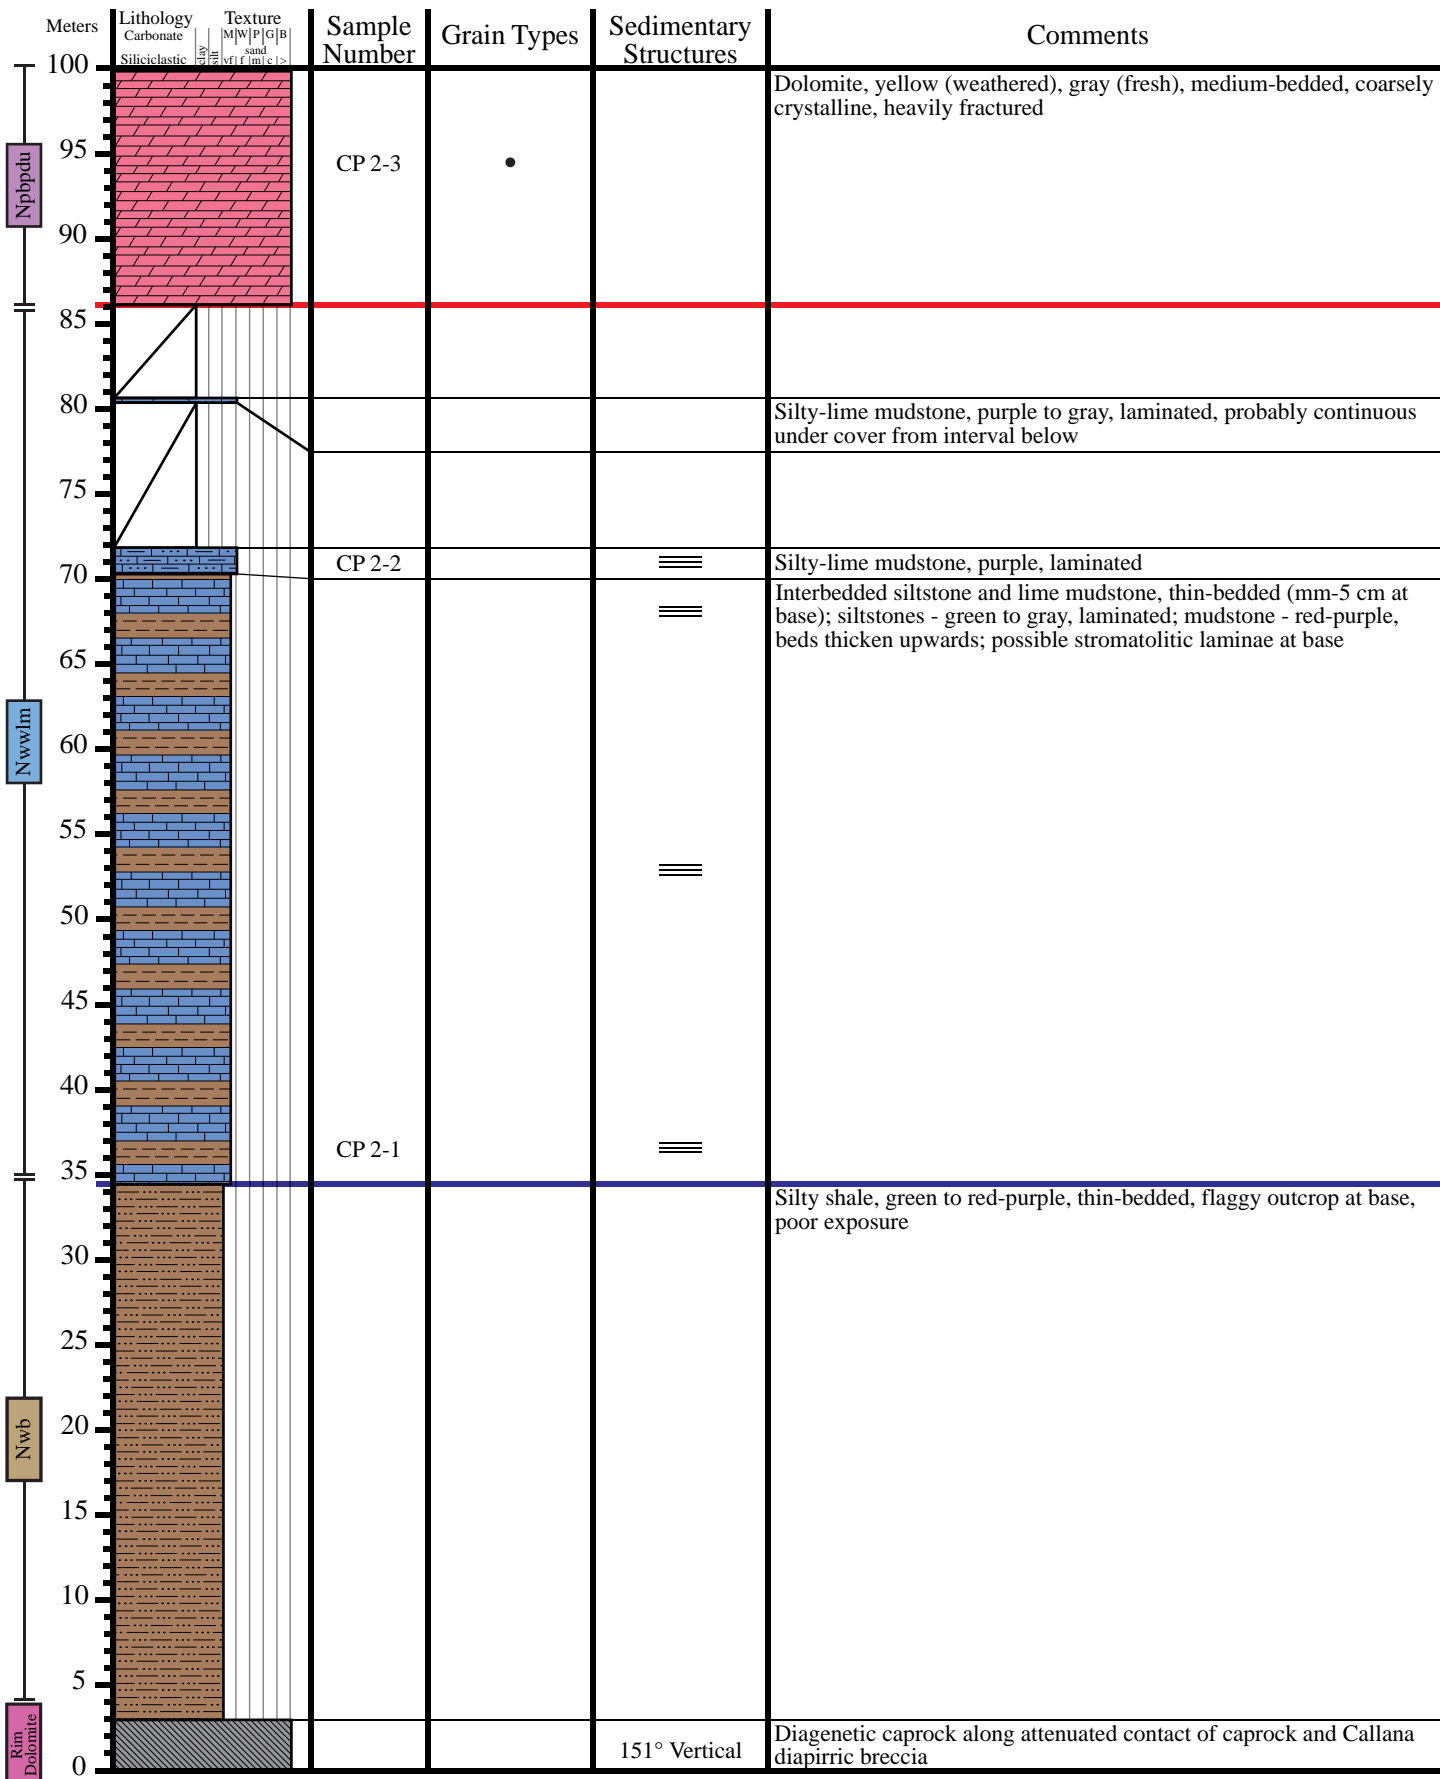 Meters
Lithology
Texture
Carbonate
M|W|P|G|B
Siliciclastic
clay
silt
sand
vf| f |m| c |>
Sample
Number
Grain Types
Sedimentary
Structures
Comments
100
Dolomite, yellow (weathered), gray (fresh), medium-bedded, coarsely
crystalline, heavily fractured
95
CP 2-3
Npbpdu
90
85
80
Silty-lime mudstone, purple to gray, laminated, probably continuous
under cover from interval below
75
CP 2-2
Silty-lime mudstone, purple, laminated
70
Interbedded siltstone and lime mudstone, thin-bedded (mm-5 cm at
base); siltstones - green to gray, laminated; mudstone - red-purple,
beds thicken upwards; possible stromatolitic laminae at base
65
Nwwlm
60
55
50
45
40
CP 2-1
35
Silty shale, green to red-purple, thin-bedded, flaggy outcrop at base,
poor exposure
30
25
20
Nwb
15
10
5
Rim
Dolomite
Diagenetic caprock along attenuated contact of caprock and Callana
diapirric breccia
151° Vertical
0